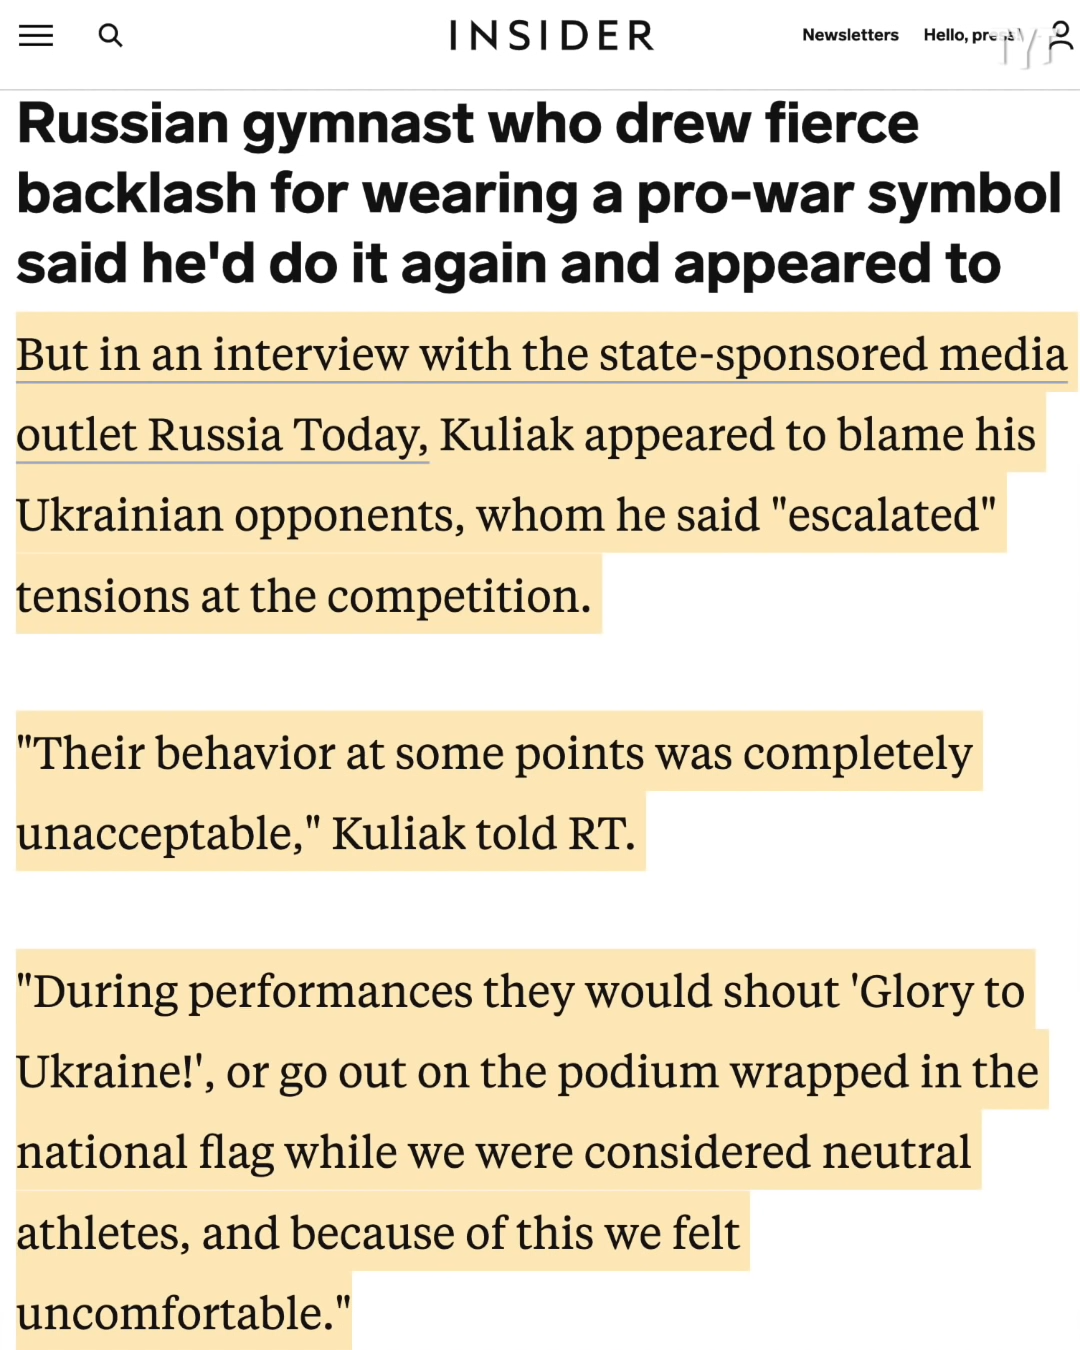 INSIDER
Newsletters
Hello,
TYT
Russian gymnast who drew fierce
backlash for wearing a pro-war symbol
said he'd do it again and appeared to
But in an interview with the state-sponsored media
outlet Russia Today, Kuliak appeared to blame his
Ukrainian opponents, whom he said "escalated"
tensions at the competition.
"Their behavior at some points was completely
unacceptable," Kuliak told RT.
"During performances they would shout 'Glory to
Ukraine!', or go out on the podium wrapped in the
national flag while we were considered neutral
athletes, and because of this we felt
uncomfortable."